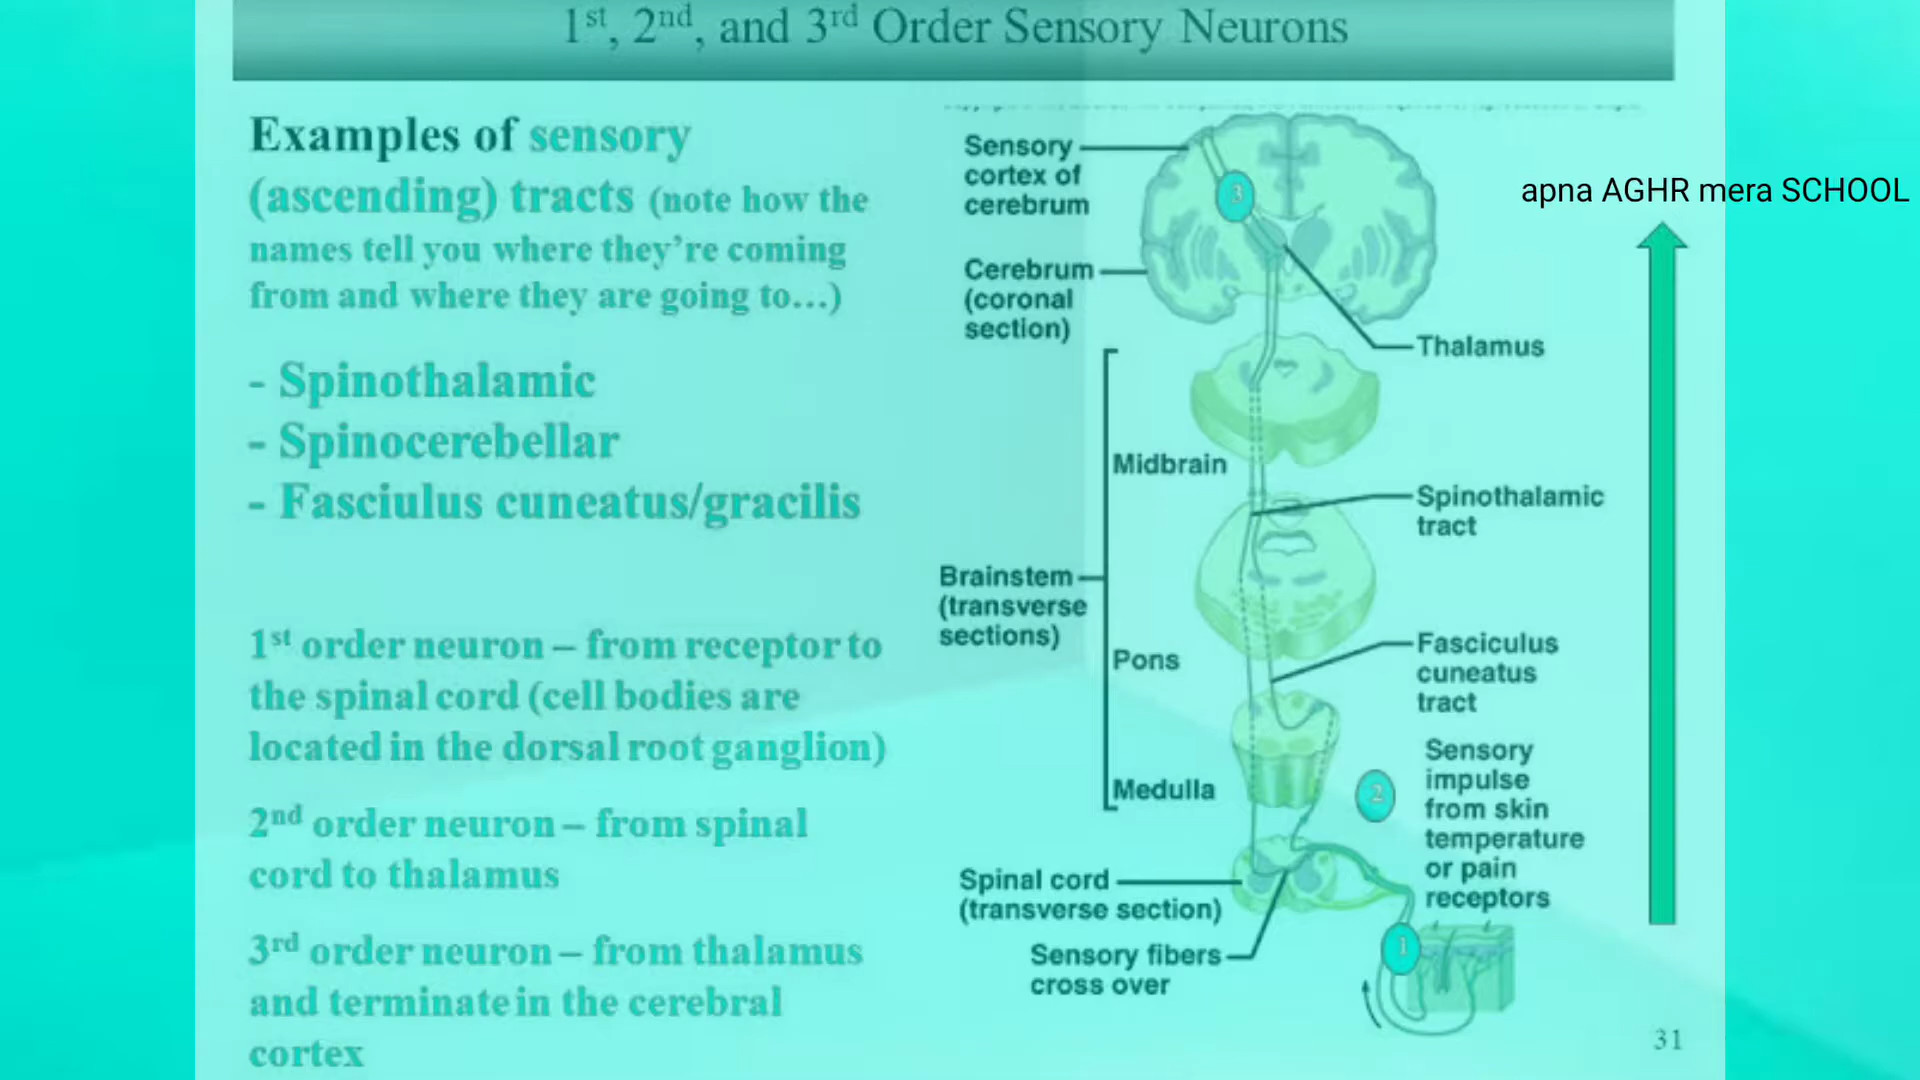 1st, 2nd, and 3rd Order Sensory Neurons
Examples of sensory
(ascending) tracts (note how the
names tell you where they’re coming
from and where they are going to…)
- Spinothalamic
- Spinocerebellar
- Fasciulus cuneatus/gracilis
1st order neuron – from receptor to
the spinal cord (cell bodies are
located in the dorsal root ganglion)
2nd order neuron – from spinal
cord to thalamus
3rd order neuron – from thalamus
and terminate in the cerebral
cortex
Sensory
cortex of
cerebrum
Cerebrum
(coronal
section)
3
Thalamus
Midbrain
Spinothalamic
tract
Brainstem
(transverse
sections)
Pons
Fasciculus
cuneatus
tract
Medulla
2
Sensory
impulse
from skin
temperature
or pain
receptors
Spinal cord
(transverse section)
Sensory fibers
cross over
1
apna AGHR mera SCHOOL
31